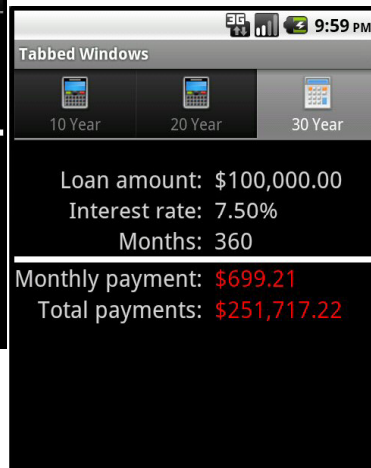 3G 9:59 PM
Tabbed Windows
10 Year 20 Year 30 Year
Loan amount: $100,000.00
Interest rate: 7.50%
Months: 360
Monthly payment: $699.21
Total payments: $251,717.22